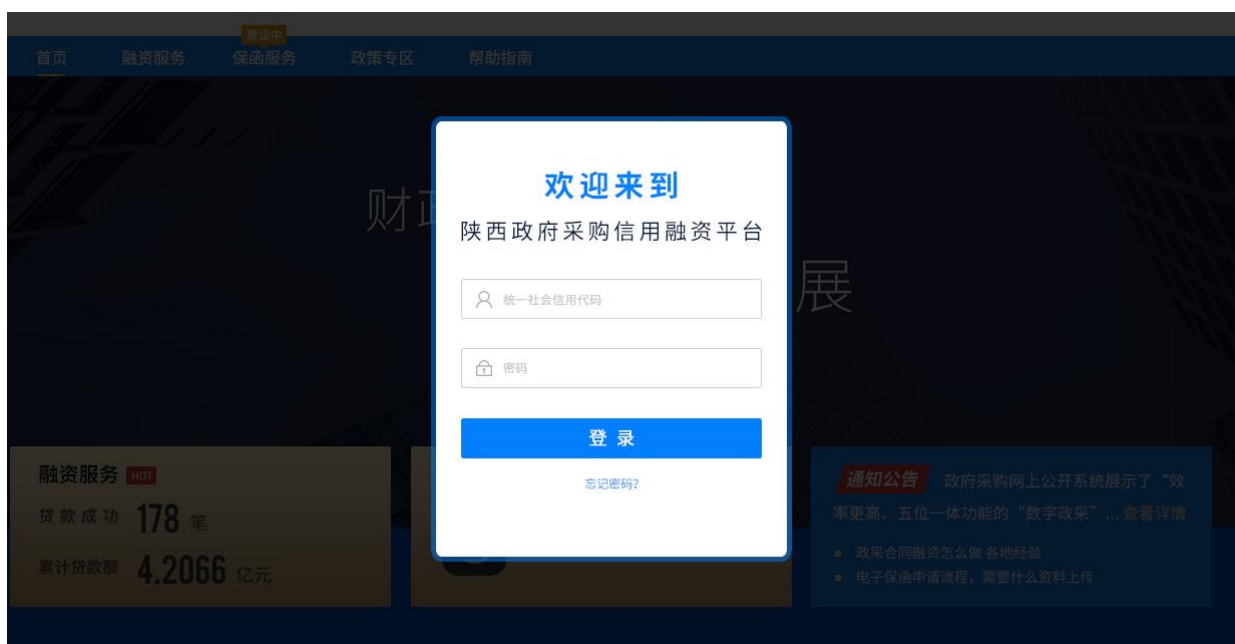 建设中
首页 融资服务 保函服务 政策专区 帮助指南
财政
展
欢迎来到
陕西政府采购信用融资平台
统一社会信用代码
密码
登录
忘记密码?
融资服务 HOT
贷款成功 178 笔
累计贷款额 4.2066 亿元
通知公告 政府采购网上公开系统展示了“效
率更高、五位一体功能的“数字政采” ... 查看详情
政采合同融资怎么做 各地经验
电子保函申请流程，需要什么资料上传